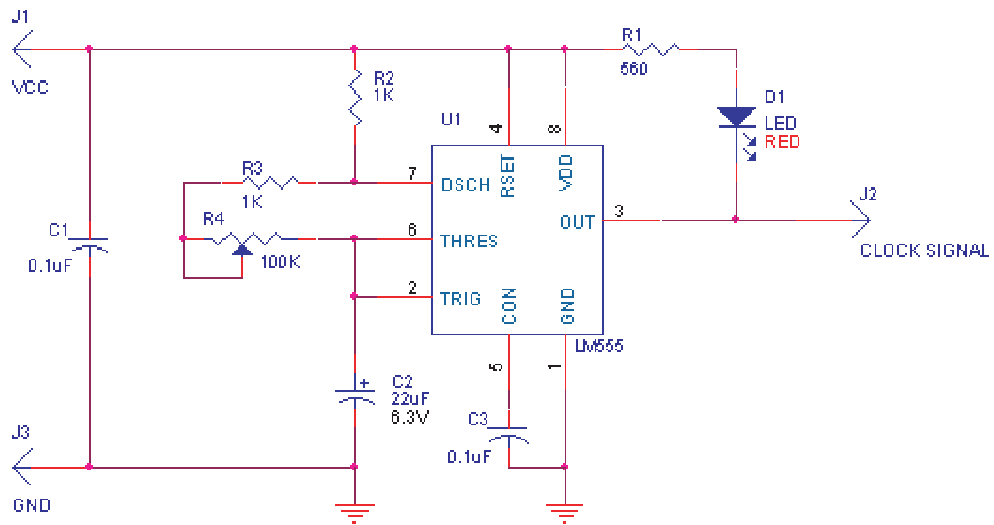 J1
VCC
R1
560
R2
1K
D1
LED
RED
U1
4
8
R3
1K
7
DSCH
RSET
VDD
J2
R4
100K
6
THRES
OUT
3
CLOCK SIGNAL
C1
0.1uF
2
TRIG
CON
GND
LM555
5
1
C2
22uF
6.3V
+
C3
0.1uF
J3
GND